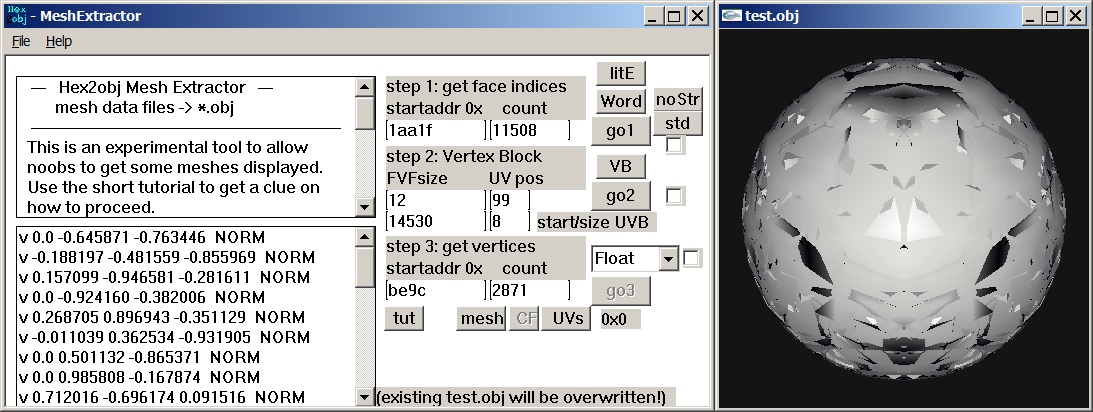 Hex obj - MeshExtractor
File Help
— Hex2obj Mesh Extractor —
mesh data files -> *.obj
This is an experimental tool to allow
noobs to get some meshes displayed.
Use the short tutorial to get a clue on
how to proceed.
v 0.0 -0.645871 -0.763446 NORM
v -0.188197 -0.481559 -0.855969 NORM
v 0.157099 -0.946581 -0.281611 NORM
v 0.0 -0.924160 -0.382006 NORM
v 0.268705 0.896943 -0.351129 NORM
v -0.011039 0.362534 -0.931905 NORM
v 0.0 0.501132 -0.865371 NORM
v 0.0 0.985808 -0.167874 NORM
v 0.712016 -0.696174 0.091516 NORM
step 1: get face indices
startaddr 0x count
1aa1f 11508
litE
Word
go1
noStr
std
step 2: Vertex Block
FVFsize UV pos
12 99
14530 8 start/size UVB
VB
go2
step 3: get vertices
startaddr 0x count
be9c 2871
Float
go3
tut mesh CF UVs 0x0
(existing test.obj will be overwritten!)
test.obj